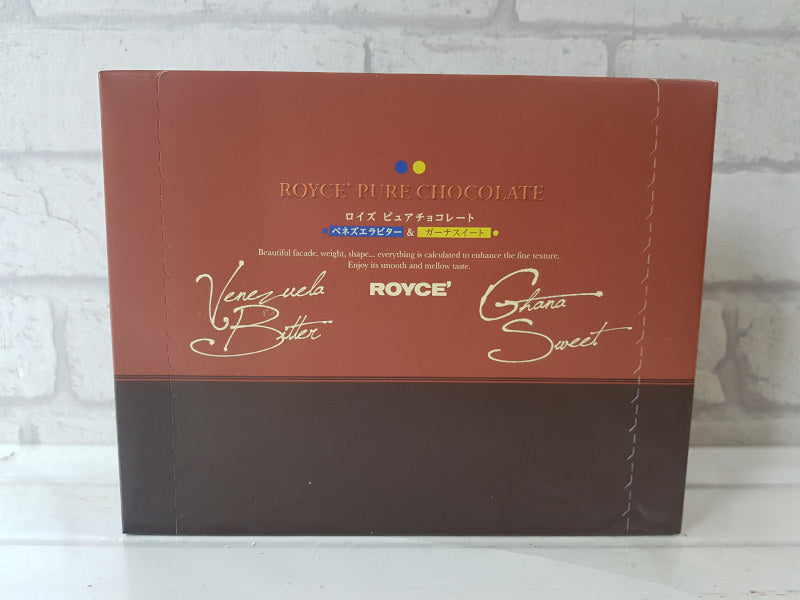 ROYCE' PURE CHOCOLATE
ロイズ ピュアチョコレート
ベネズエラビター & ガーナスイート
Beautiful facade, weight, shape... everything is calculated to enhance the fine texture.
Enjoy its smooth and mellow taste.
Venezuela
Bitter
ROYCE'
Ghana
Sweet